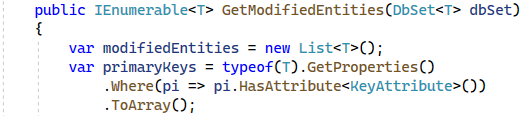 public IEnumerable<T> GetModifiedEntities(DbSet<T> dbSet)
{
var modifiedEntities = new List<T>();
var primaryKeys = typeof(T).GetProperties()
.Where(pi => pi.HasAttribute<KeyAttribute>())
.ToArray();